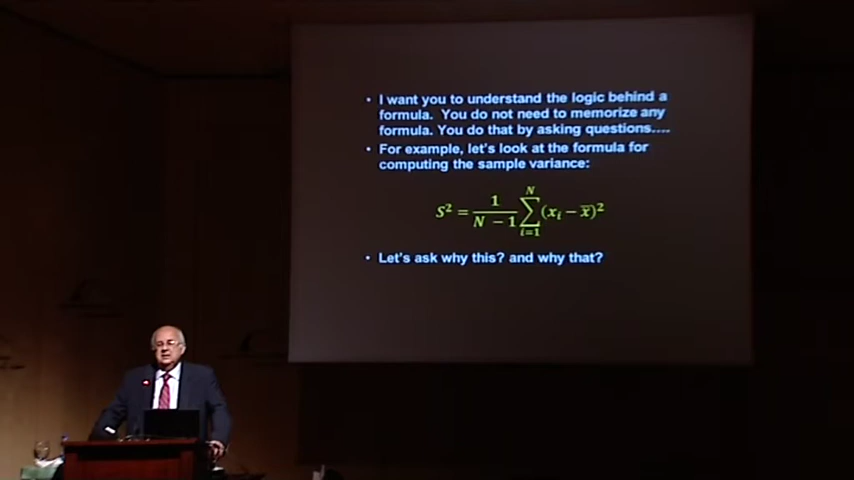 • I want you to understand the logic behind a
formula. You do not need to memorize any
formula. You do that by asking questions....
• For example, let's look at the formula for
computing the sample variance:
S² = 1/(N − 1) ∑_{i=1}^{N} (xᵢ − x̅)²
• Let's ask why this? and why that?